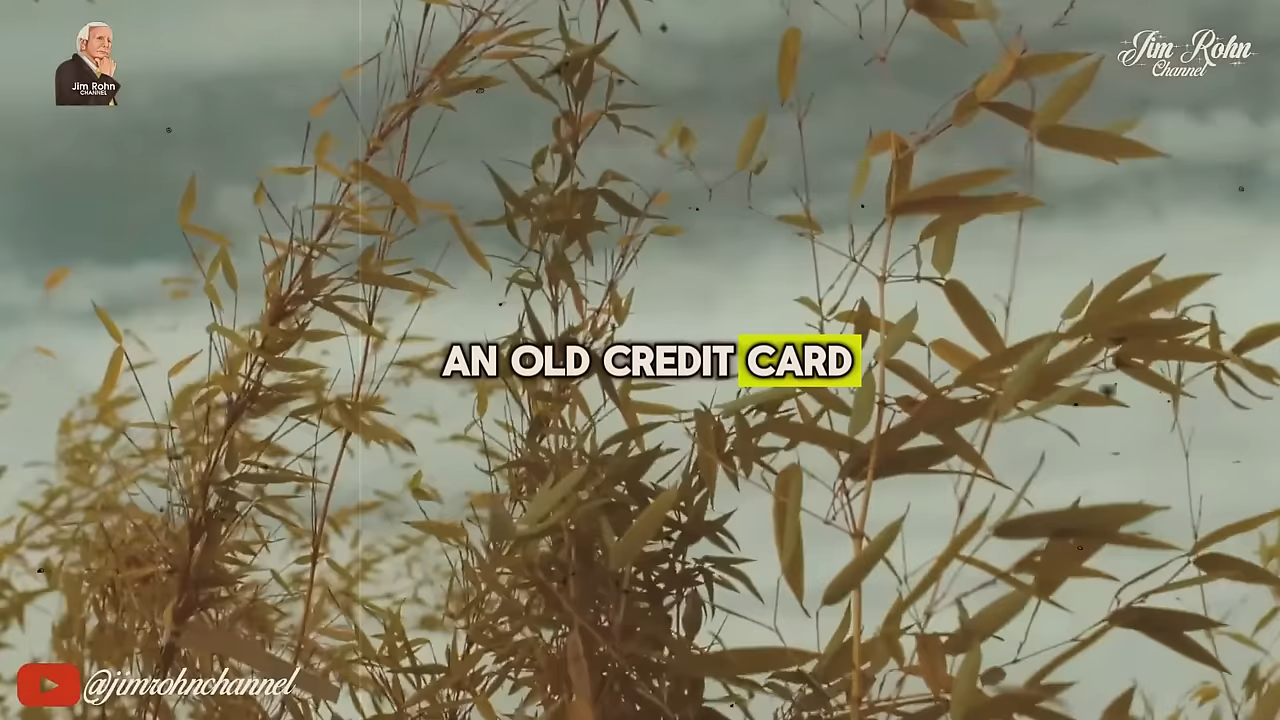 Jim Rohn
CHANNEL
Jim Rohn
Channel
AN OLD CREDIT CARD
@jimrohnchannel